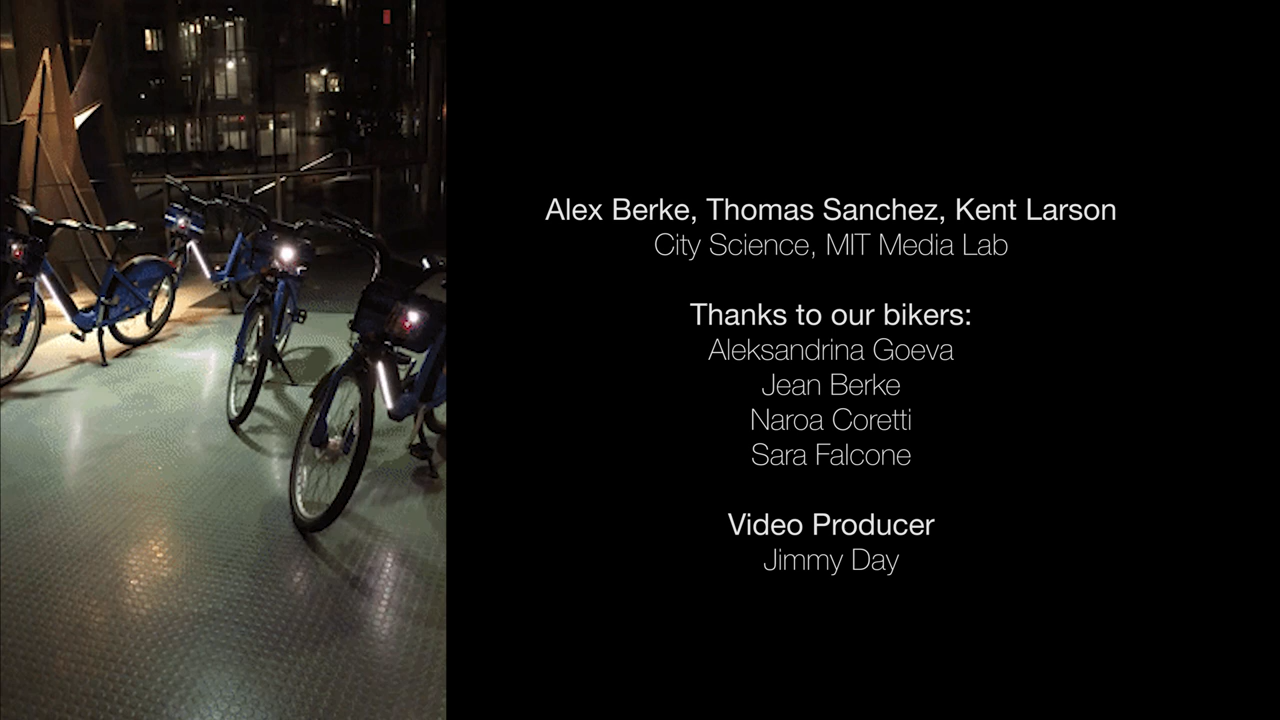 Alex Berke, Thomas Sanchez, Kent Larson
City Science, MIT Media Lab
Thanks to our bikers:
Aleksandrina Goeva
Jean Berke
Naroa Coretti
Sara Falcone
Video Producer
Jimmy Day